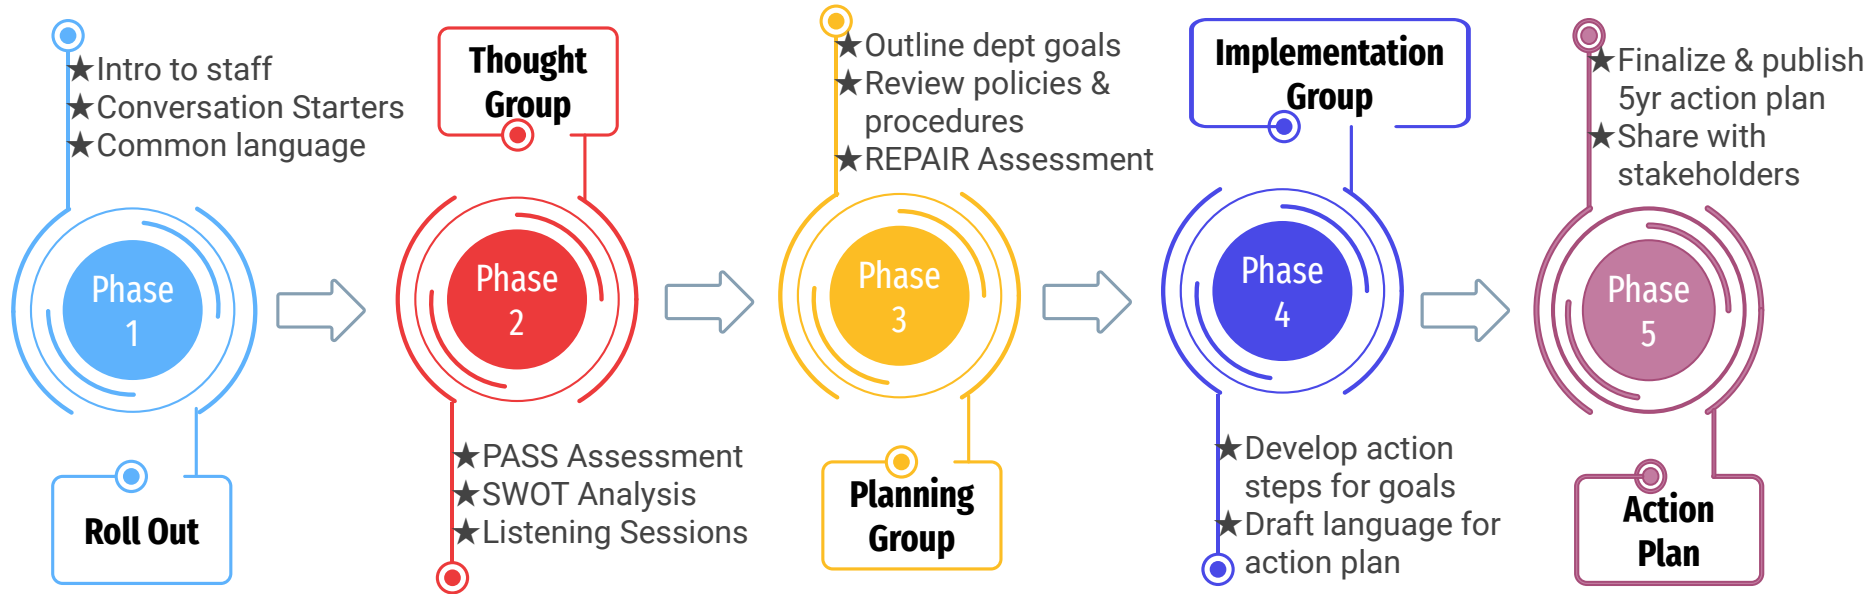 ★Intro to staff
★Conversation Starters
★Common language
Phase
1
Roll Out
Thought
Group
Phase
2
★PASS Assessment
★SWOT Analysis
★Listening Sessions
★Outline dept goals
★Review policies &
procedures
★REPAIR Assessment
Phase
3
Planning
Group
Implementation
Group
Phase
4
★Develop action
steps for goals
★Draft language for
action plan
★Finalize & publish
5yr action plan
★Share with
stakeholders
Phase
5
Action
Plan